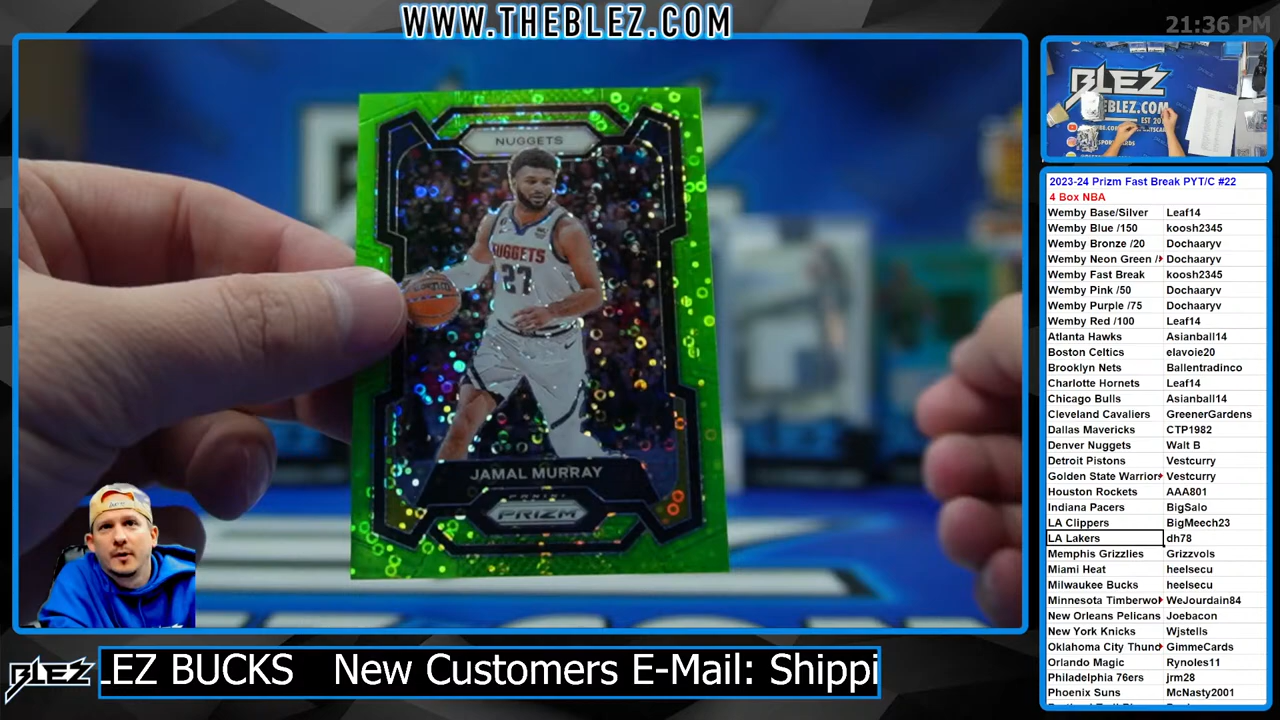 WWW.THEBLEZ.COM
21:36 PM
NUGGETS
NUGGETS
27
JAMAL MURRAY
PANINI
PRIZM
BLEZ
2023-24 Prizm Fast Break PYT/C #22
4 Box NBA
Wemby Base/Silver Leaf14
Wemby Blue /150 koosh2345
Wemby Bronze /20 Dochaaryv
Wemby Neon Green / Dochaaryv
Wemby Fast Break koosh2345
Wemby Pink /50 Dochaaryv
Wemby Purple /75 Dochaaryv
Wemby Red /100 Leaf14
Atlanta Hawks Asianball14
Boston Celtics elavoie20
Brooklyn Nets Ballentradinco
Charlotte Hornets Leaf14
Chicago Bulls Asianball14
Cleveland Cavaliers GreenerGardens
Dallas Mavericks CTP1982
Denver Nuggets Walt B
Detroit Pistons Vestcurry
Golden State Warrior Vestcurry
Houston Rockets AAA801
Indiana Pacers BigSalo
LA Clippers BigMeech23
LA Lakers dh78
Memphis Grizzlies Grizzvols
Miami Heat heelsecu
Milwaukee Bucks heelsecu
Minnesota Timberwo WeJourdain84
New Orleans Pelicans Joebacon
New York Knicks Wjstells
Oklahoma City Thund GimmeCards
Orlando Magic Rynoles11
Philadelphia 76ers jrm28
Phoenix Suns McNasty2001
BLEZ
LEZ BUCKS New Customers E-Mail: Shippi